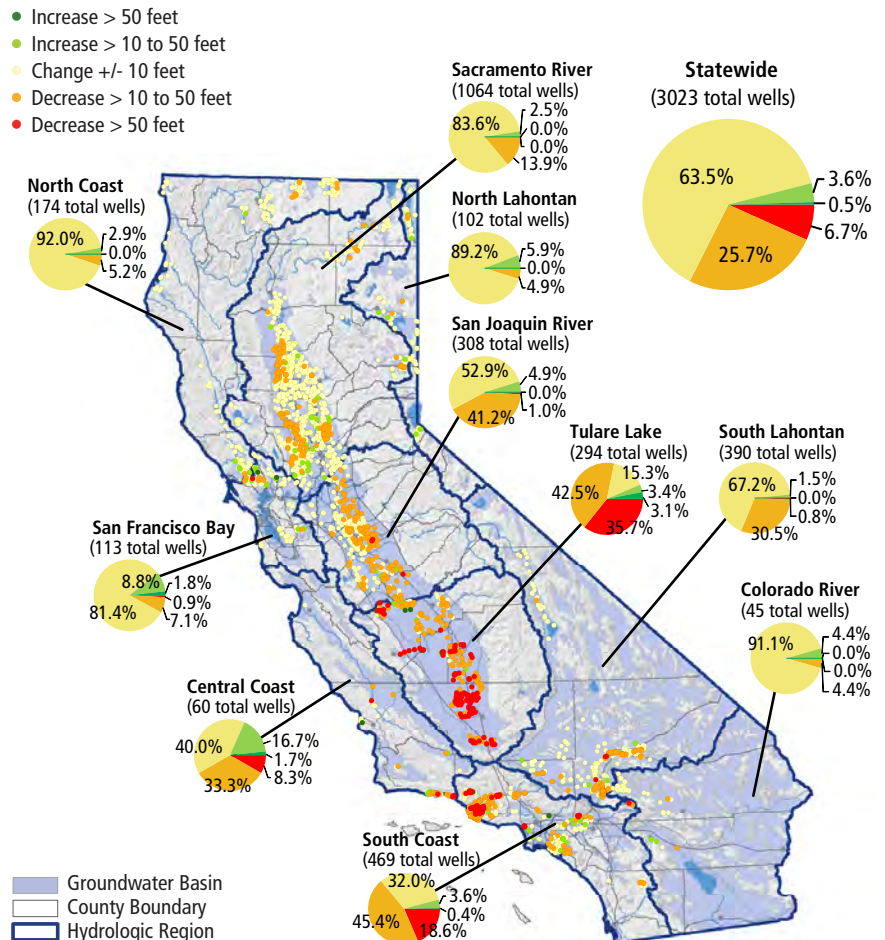 Increase > 50 feet
Increase > 10 to 50 feet
Change +/- 10 feet
Decrease > 10 to 50 feet
Decrease > 50 feet
Sacramento River
(1064 total wells)
83.6%
2.5%
0.0%
0.0%
13.9%
Statewide
(3023 total wells)
63.5%
3.6%
0.5%
6.7%
25.7%
North Coast
(174 total wells)
92.0%
2.9%
0.0%
5.2%
North Lahontan
(102 total wells)
89.2%
5.9%
0.0%
4.9%
San Joaquin River
(308 total wells)
52.9%
4.9%
0.0%
1.0%
41.2%
Tulare Lake
(294 total wells)
15.3%
42.5%
3.4%
3.1%
35.7%
South Lahontan
(390 total wells)
67.2%
1.5%
0.0%
0.8%
30.5%
San Francisco Bay
(113 total wells)
8.8%
1.8%
0.9%
81.4%
7.1%
Colorado River
(45 total wells)
91.1%
4.4%
0.0%
0.0%
4.4%
Central Coast
(60 total wells)
40.0%
16.7%
1.7%
8.3%
33.3%
South Coast
(469 total wells)
32.0%
3.6%
0.4%
45.4%
18.6%
Groundwater Basin
County Boundary
Hydrologic Region